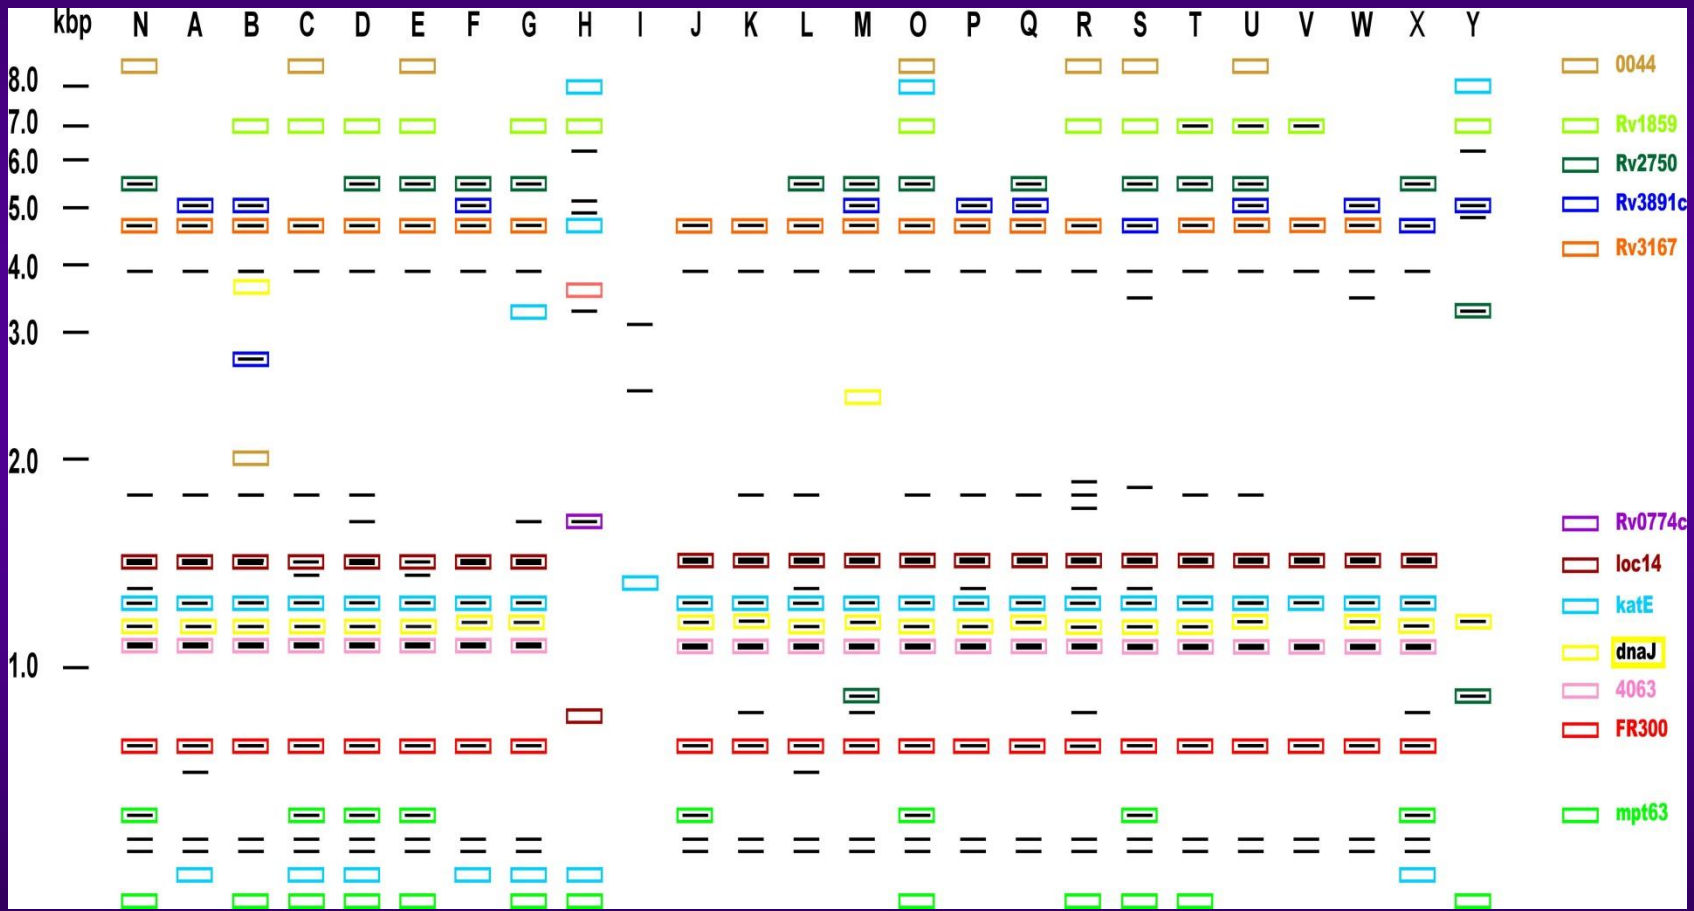 kbp N A B C D E F G H I J K L M O P Q R S T U V W X Y
0044
8.0
7.0
Rv1859
6.0
Rv2750
5.0
Rv3891c
4.0
Rv3167
3.0
2.0
Rv0774c
loc14
katE
1.0
dnaJ
4063
FR300
mpt63